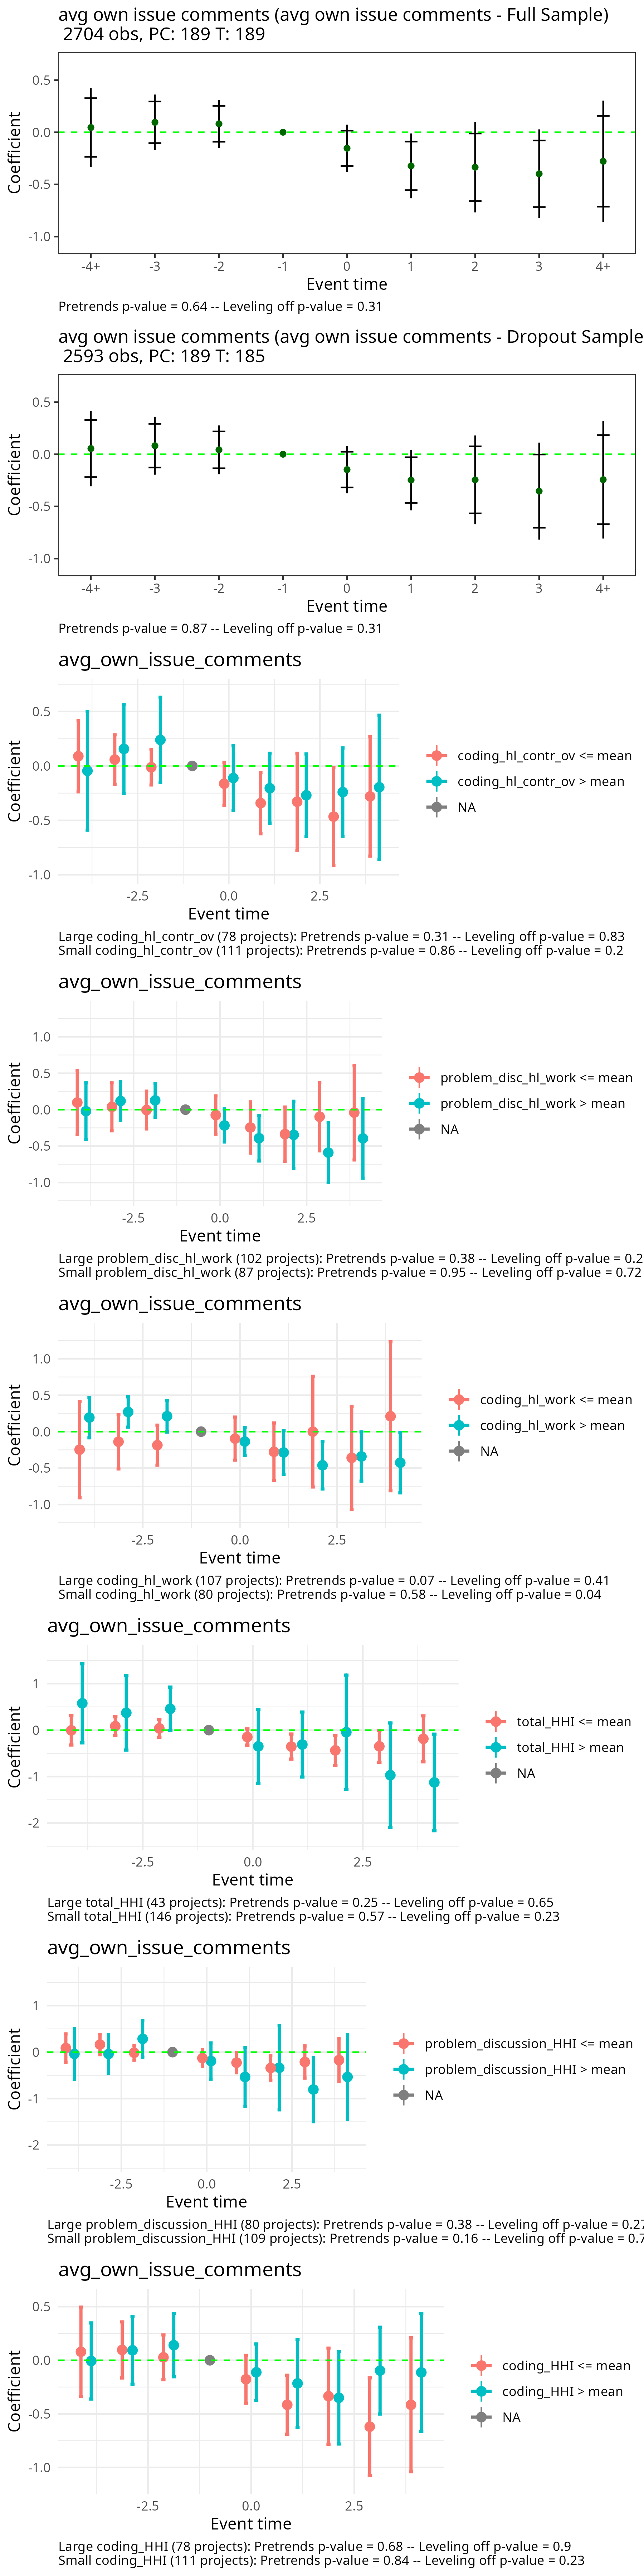 avg own issue comments (avg own issue comments - Full Sample)
2704 obs, PC: 189 T: 189
0.5
0.0
-0.5
-1.0
Coefficient
-4+ -3 -2 -1 0 1 2 3 4+
Event time
Pretrends p-value = 0.64 -- Leveling off p-value = 0.31
avg own issue comments (avg own issue comments - Dropout Sample
2593 obs, PC: 189 T: 185
0.5
0.0
-0.5
-1.0
Coefficient
-4+ -3 -2 -1 0 1 2 3 4+
Event time
Pretrends p-value = 0.87 -- Leveling off p-value = 0.31
avg_own_issue_comments
0.5
0.0
-0.5
-1.0
Coefficient
-2.5 0.0 2.5
Event time
coding_hl_contr_ov <= mean
coding_hl_contr_ov > mean
NA
Large coding_hl_contr_ov (78 projects): Pretrends p-value = 0.31 -- Leveling off p-value = 0.83
Small coding_hl_contr_ov (111 projects): Pretrends p-value = 0.86 -- Leveling off p-value = 0.2
avg_own_issue_comments
1.0
0.5
0.0
-0.5
-1.0
Coefficient
-2.5 0.0 2.5
Event time
problem_disc_hl_work <= mean
problem_disc_hl_work > mean
NA
Large problem_disc_hl_work (102 projects): Pretrends p-value = 0.38 -- Leveling off p-value = 0.2
Small problem_disc_hl_work (87 projects): Pretrends p-value = 0.95 -- Leveling off p-value = 0.72
avg_own_issue_comments
1.0
0.5
0.0
-0.5
-1.0
Coefficient
-2.5 0.0 2.5
Event time
coding_hl_work <= mean
coding_hl_work > mean
NA
Large coding_hl_work (107 projects): Pretrends p-value = 0.07 -- Leveling off p-value = 0.41
Small coding_hl_work (80 projects): Pretrends p-value = 0.58 -- Leveling off p-value = 0.04
avg_own_issue_comments
1
0
-1
-2
Coefficient
-2.5 0.0 2.5
Event time
total_HHI <= mean
total_HHI > mean
NA
Large total_HHI (43 projects): Pretrends p-value = 0.25 -- Leveling off p-value = 0.65
Small total_HHI (146 projects): Pretrends p-value = 0.57 -- Leveling off p-value = 0.23
avg_own_issue_comments
1
0
-1
-2
Coefficient
-2.5 0.0 2.5
Event time
problem_discussion_HHI <= mean
problem_discussion_HHI > mean
NA
Large problem_discussion_HHI (80 projects): Pretrends p-value = 0.38 -- Leveling off p-value = 0.27
Small problem_discussion_HHI (109 projects): Pretrends p-value = 0.16 -- Leveling off p-value = 0.7
avg_own_issue_comments
0.5
0.0
-0.5
-1.0
Coefficient
-2.5 0.0 2.5
Event time
coding_HHI <= mean
coding_HHI > mean
NA
Large coding_HHI (78 projects): Pretrends p-value = 0.68 -- Leveling off p-value = 0.9
Small coding_HHI (111 projects): Pretrends p-value = 0.84 -- Leveling off p-value = 0.23